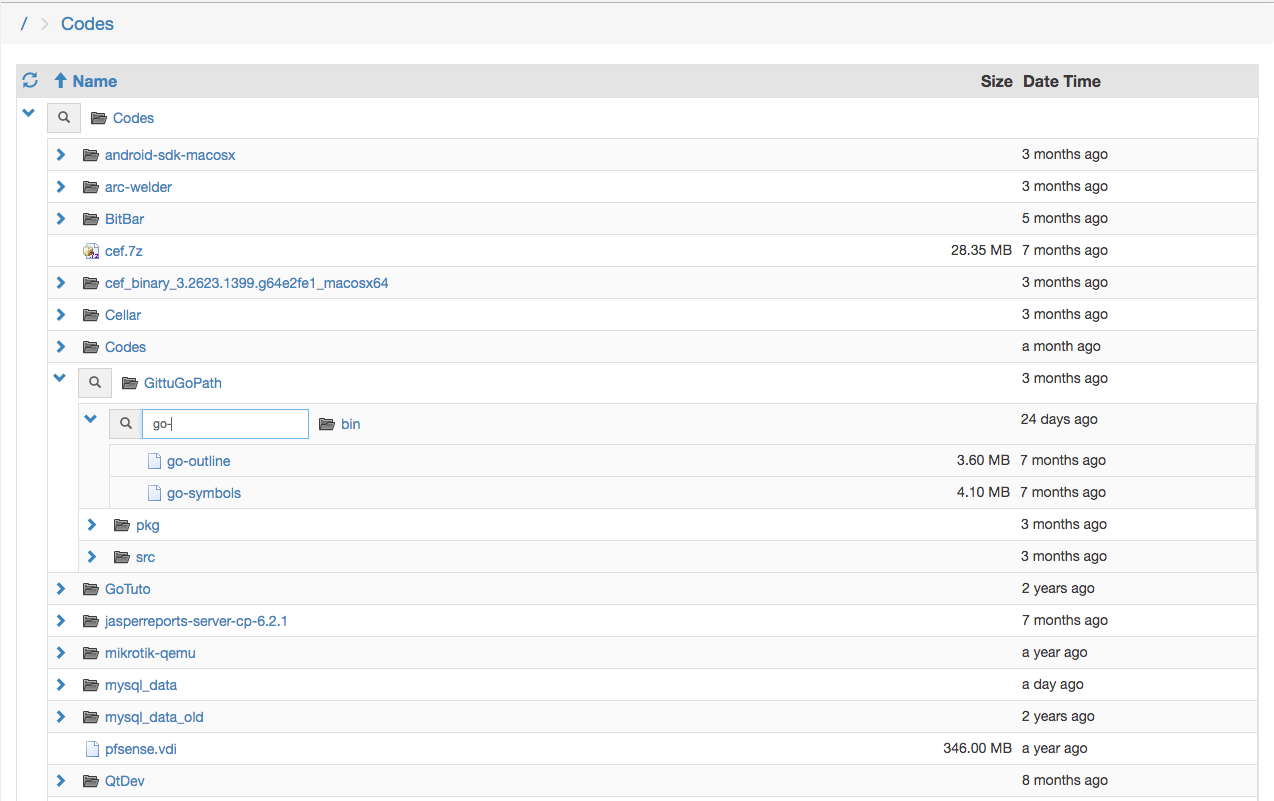 / Codes
Name Size Date Time
Codes
android-sdk-macosx 3 months ago
arc-welder 3 months ago
BitBar 5 months ago
cef.7z 28.35 MB 7 months ago
cef_binary_3.2623.1399.g64e2fe1_macosx64 3 months ago
Cellar 3 months ago
Codes a month ago
GittuGoPath 3 months ago
go- bin 24 days ago
go-outline 3.60 MB 7 months ago
go-symbols 4.10 MB 7 months ago
pkg 3 months ago
src 3 months ago
GoTuto 2 years ago
jasperreports-server-cp-6.2.1 7 months ago
mikrotik-qemu a year ago
mysql_data a day ago
mysql_data_old 2 years ago
pfsense.vdi 346.00 MB a year ago
QtDev 8 months ago